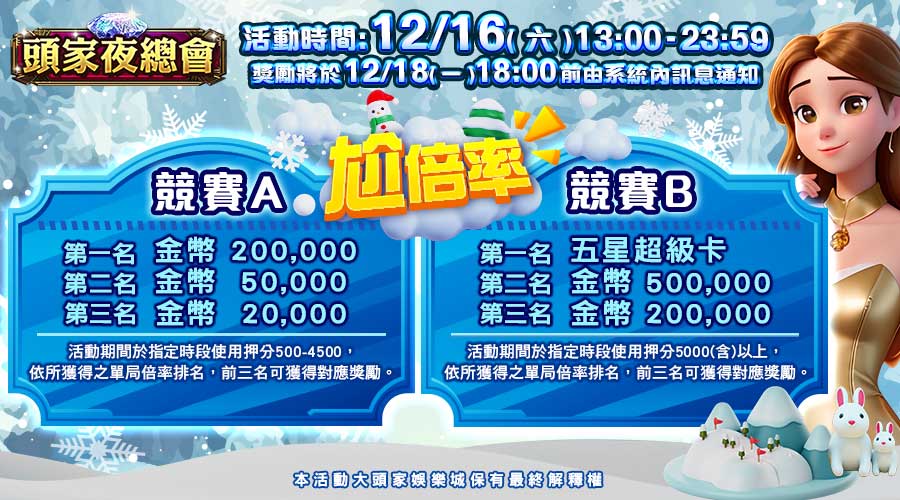 頭家夜總會
活動時間:12/16(六)13:00-23:59
獎勵將於12/18(一)18:00前由系統內訊息通知
尬倍率
競賽A
第一名 金幣 200,000
第二名 金幣 50,000
第三名 金幣 20,000
活動期間於指定時段使用押分500-4500，
依所獲得之單局倍率排名，前三名可獲得對應獎勵。
競賽B
第一名 五星超級卡
第二名 金幣 500,000
第三名 金幣 200,000
活動期間於指定時段使用押分5000(含)以上，
依所獲得之單局倍率排名，前三名可獲得對應獎勵。
本活動大頭家娛樂城保有最終解釋權